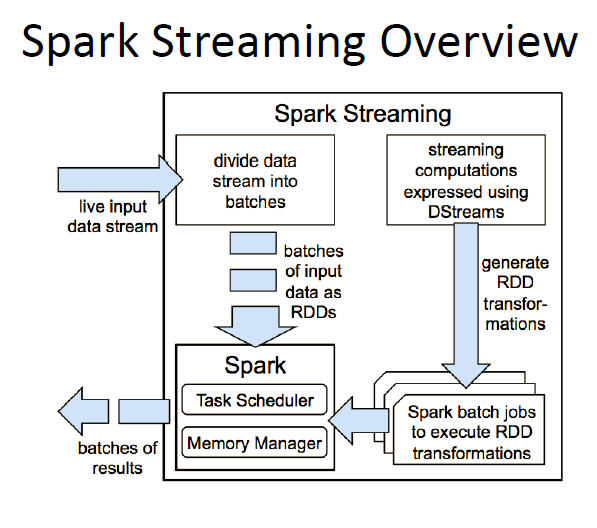 Spark Streaming Overview
Spark Streaming
divide data
stream into
batches
streaming
computations
expressed using
DStreams
live input
data stream
batches
of input
data as
RDDs
generate
RDD
transfor-
mations
Spark
Task Scheduler
Memory Manager
Spark batch jobs
to execute RDD
transformations
batches of
results